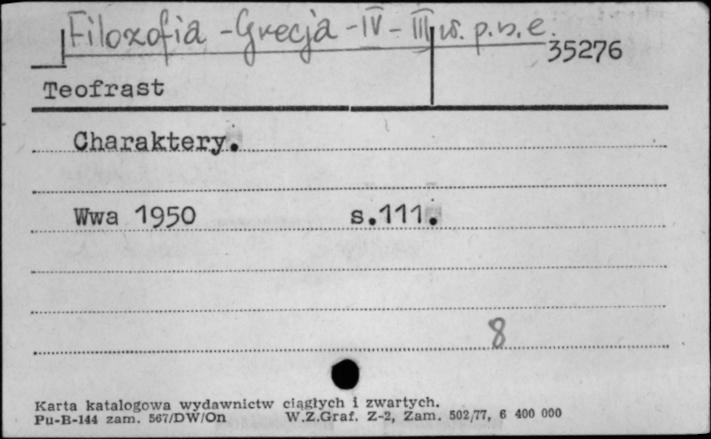 Filozofia - Grecja - IV - III w. p.n.e.
35276
Teofrast
Charaktery.
Wwa 1950 s.111.
8
Karta katalogowa wydawnictw ciągłych i zwartych.
Pu-B-144 zam. 567/DW/On W.Z.Graf. Z-2, Zam. 502/77, 6 400 000